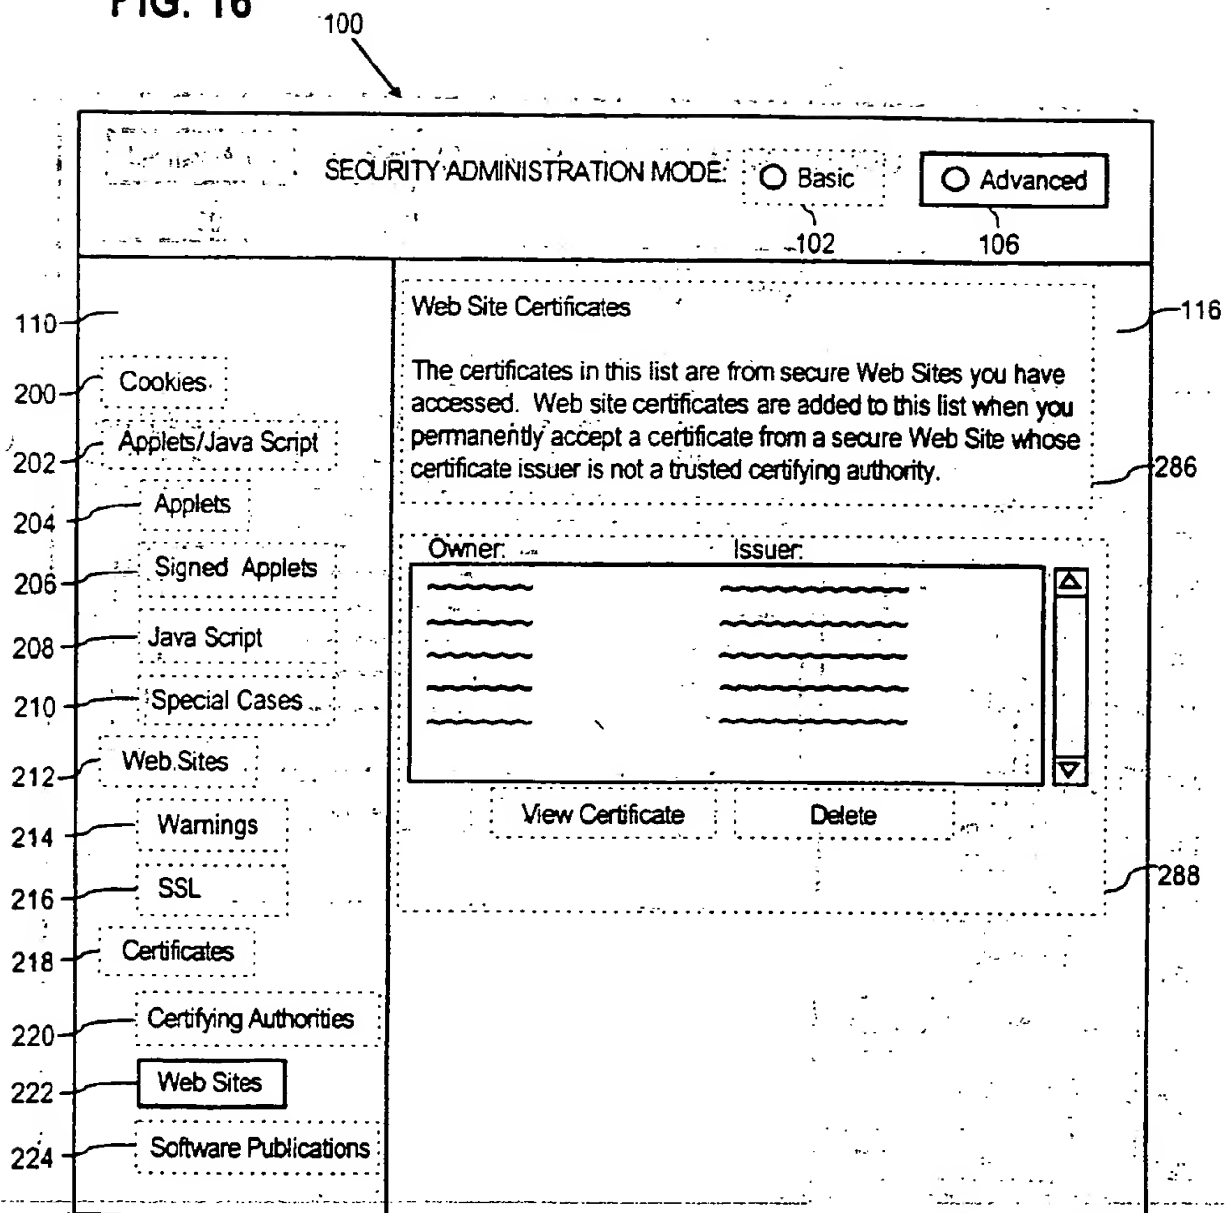 FIG. 16
100
SECURITY ADMINISTRATION MODE: Basic Advanced
102 106
110
116
Web Site Certificates
The certificates in this list are from secure Web Sites you have
accessed. Web site certificates are added to this list when you
permanently accept a certificate from a secure Web Site whose
certificate issuer is not a trusted certifying authority.
286
Owner: Issuer:
View Certificate Delete
288
200 Cookies
202 Applets/Java Script
204 Applets
206 Signed Applets
208 Java Script
210 Special Cases
212 Web Sites
214 Warnings
216 SSL
218 Certificates
220 Certifying Authorities
222 Web Sites
224 Software Publications